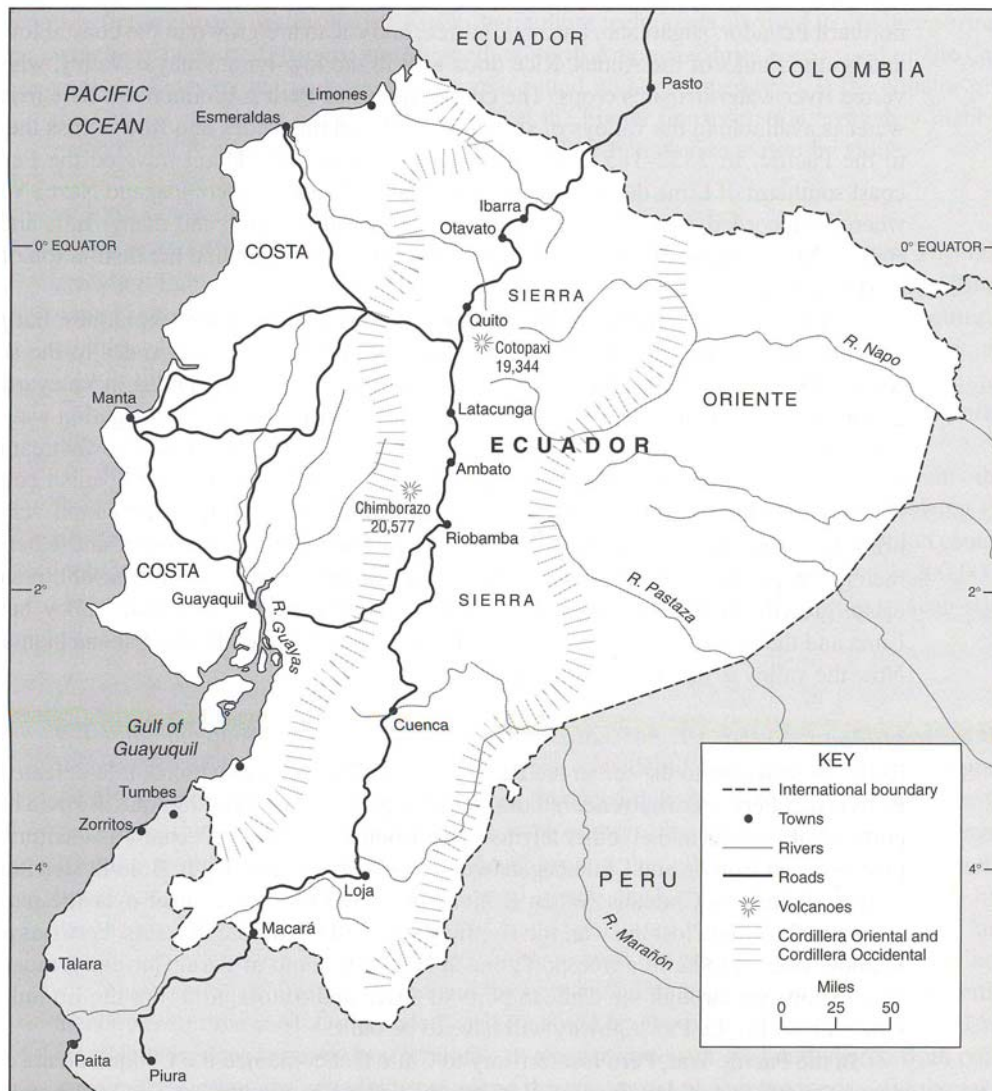 ECUADOR
COLOMBIA
PACIFIC
OCEAN
Limones
Pasto
Esmeraldas
Ibarra
Otavato
0° EQUATOR
COSTA
0° EQUATOR
SIERRA
Quito
Cotopaxi
19,344
R. Napo
Manta
ORIENTE
Latacunga
ECUADOR
Ambato
Chimborazo
20,577
Riobamba
COSTA
2°
2°
Guayaquil
R. Guayas
SIERRA
R. Pastaza
Cuenca
Gulf of
Guayuquil
Tumbes
Zorritos
4°
Loja
PERU
4°
Macará
R. Marañón
Talara
Paita
Piura
KEY
International boundary
Towns
Rivers
Roads
Volcanoes
Cordillera Oriental and
Cordillera Occidental
Miles
0 25 50